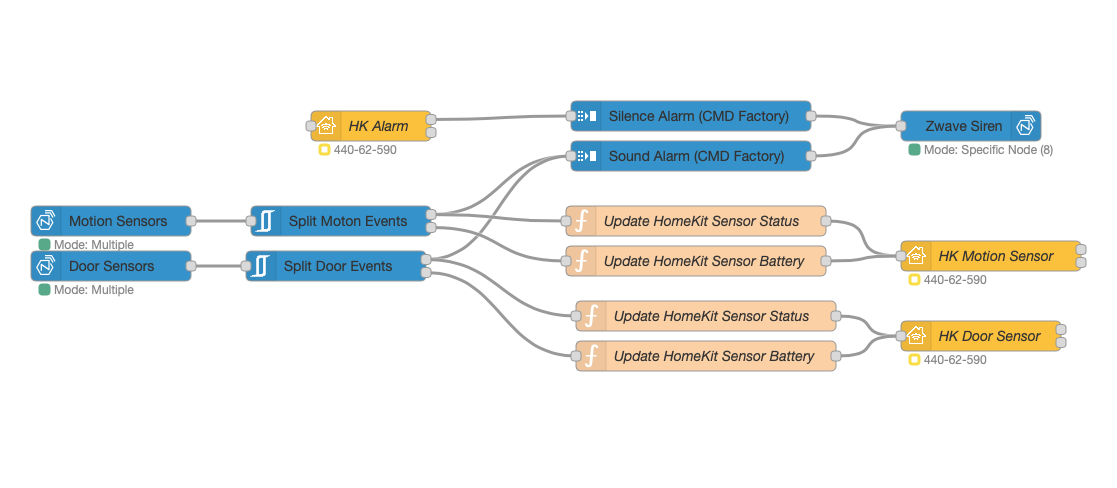 Silence Alarm (CMD Factory)
HK Alarm
Zwave Siren
440-62-590
Mode: Specific Node (8)
Sound Alarm (CMD Factory)
Motion Sensors
Split Moton Events
Update HomeKit Sensor Status
Mode: Multiple
Door Sensors
Split Door Events
Update HomeKit Sensor Battery
HK Motion Sensor
Mode: Multiple
440-62-590
Update HomeKit Sensor Status
HK Door Sensor
Update HomeKit Sensor Battery
440-62-590